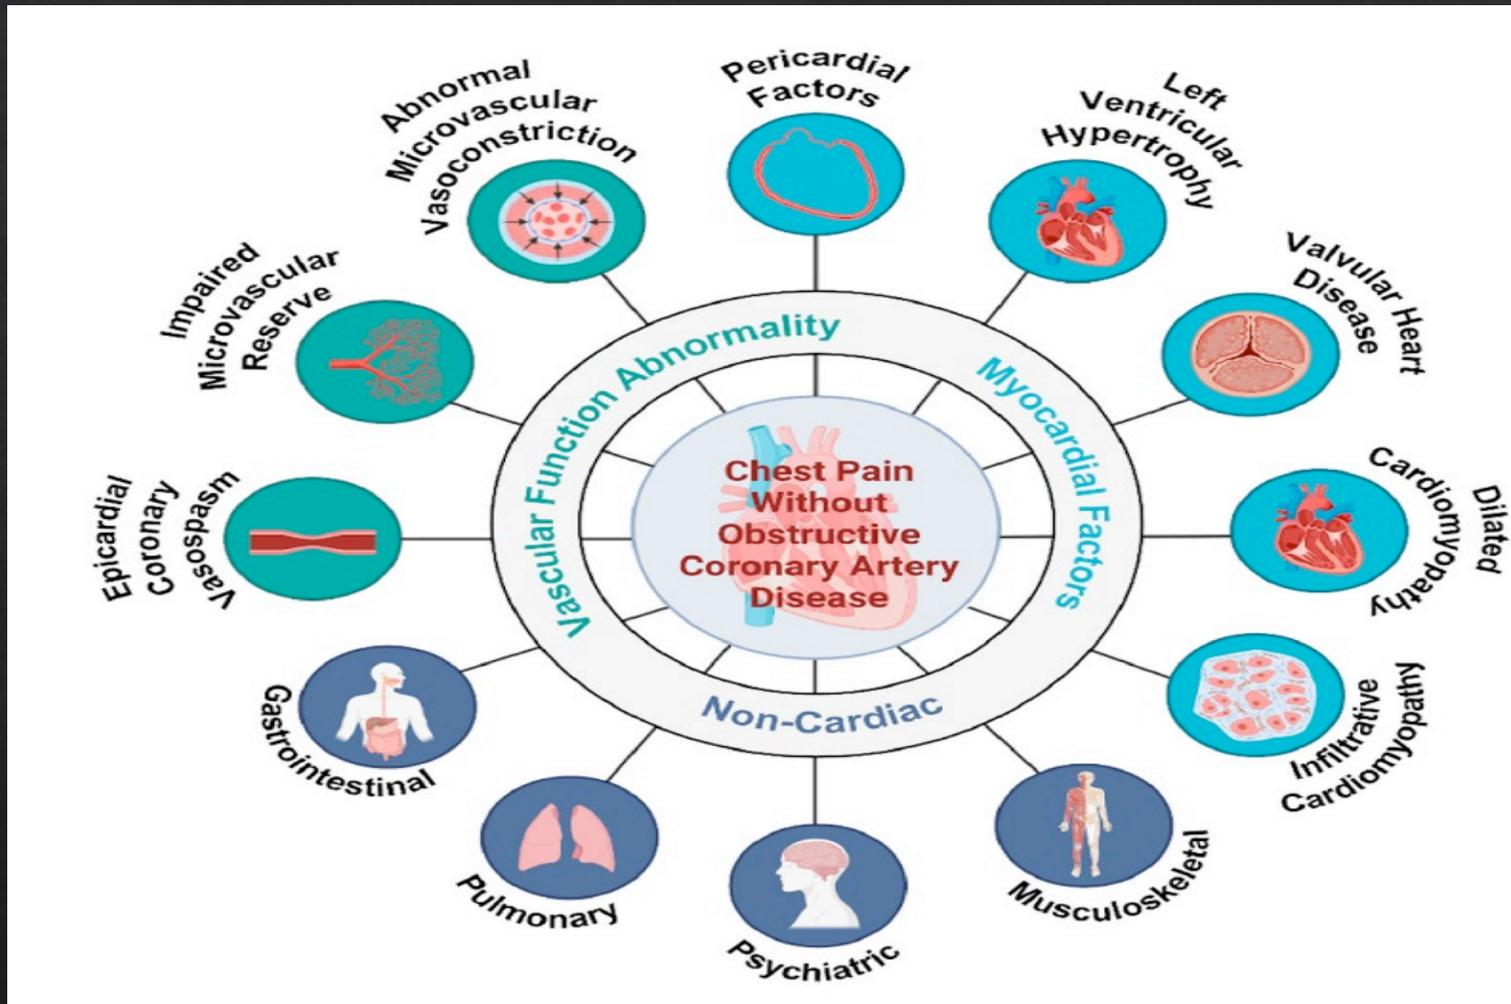 Pericardial
Factors
Left
Ventricular
Hypertrophy
Valvular Heart
Disease
Dilated
Cardiomyopathy
Infiltrative
Cardiomyopathy
Musculoskeletal
Psychiatric
Pulmonary
Gastrointestinal
Epicardial
Coronary
Vasospasm
Impaired
Microvascular
Reserve
Abnormal
Microvascular
Vasoconstriction
Vascular Function Abnormality
Myocardial Factors
Non-Cardiac
Chest Pain
Without
Obstructive
Coronary Artery
Disease